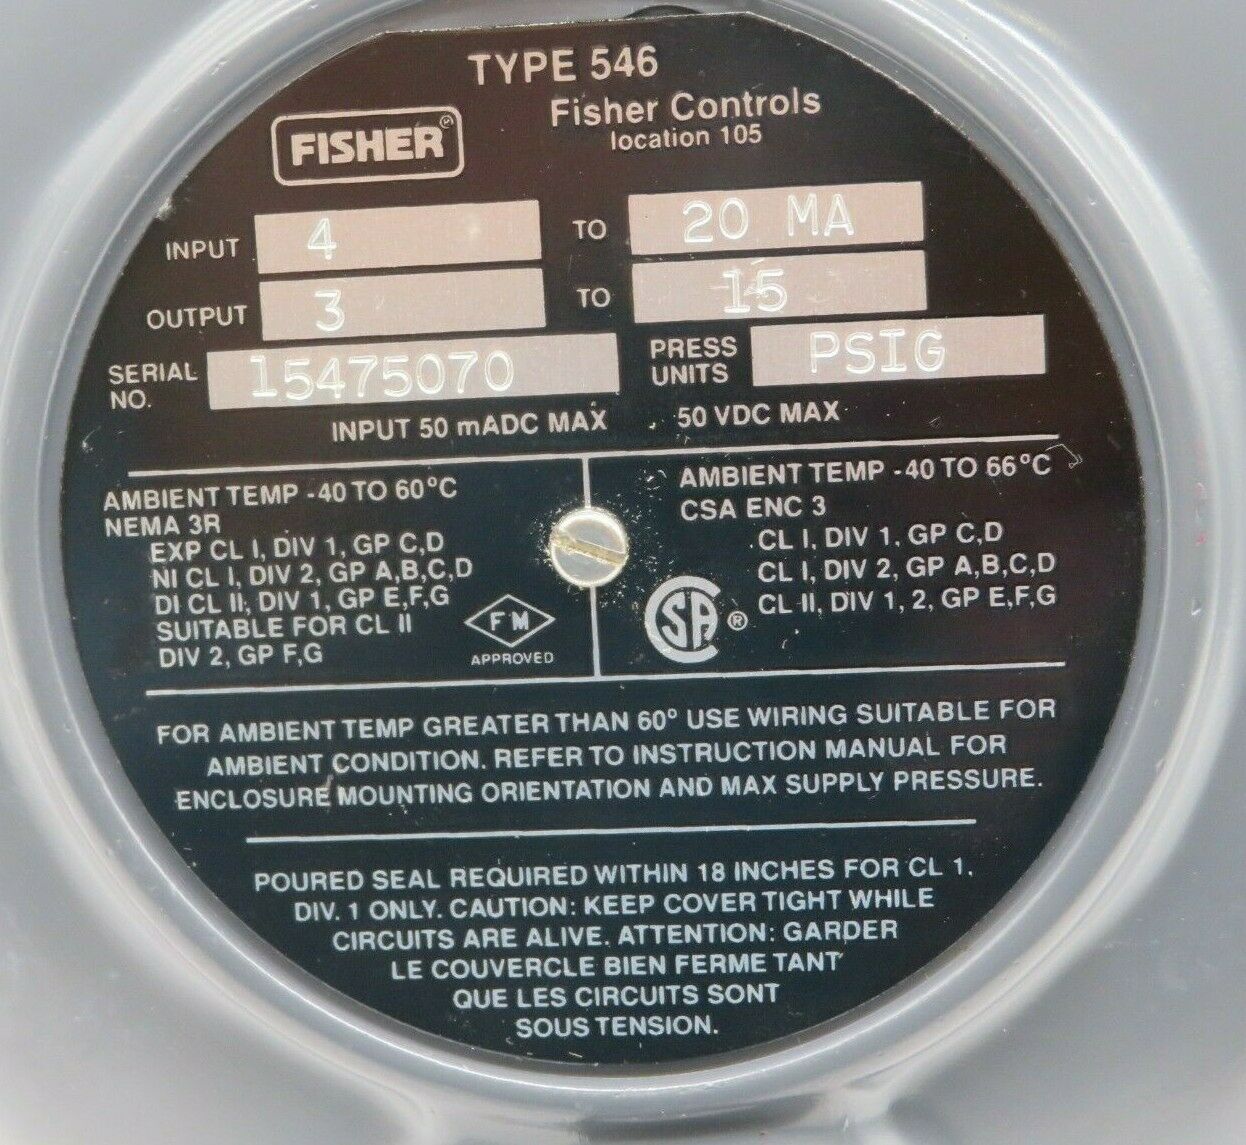 TYPE 546
Fisher Controls
location 105
FISHER®
INPUT 4 TO 20 MA
OUTPUT 3 TO 15
SERIAL NO. 15475070 PRESS UNITS PSIG
INPUT 50 mADC MAX 50 VDC MAX
AMBIENT TEMP -40 TO 60°C
NEMA 3R
EXP CL I, DIV 1, GP C,D
NI CL I, DIV 2, GP A,B,C,D
DI CL II, DIV 1, GP E,F,G
SUITABLE FOR CL II
DIV 2, GP F,G
FM
APPROVED
AMBIENT TEMP -40 TO 66°C
CSA ENC 3
CL I, DIV 1, GP C,D
CL I, DIV 2, GP A,B,C,D
CL II, DIV 1, 2, GP E,F,G
CSA®
FOR AMBIENT TEMP GREATER THAN 60° USE WIRING SUITABLE FOR
AMBIENT CONDITION. REFER TO INSTRUCTION MANUAL FOR
ENCLOSURE MOUNTING ORIENTATION AND MAX SUPPLY PRESSURE.
POURED SEAL REQUIRED WITHIN 18 INCHES FOR CL 1.
DIV. 1 ONLY. CAUTION: KEEP COVER TIGHT WHILE
CIRCUITS ARE ALIVE. ATTENTION: GARDER
LE COUVERCLE BIEN FERME TANT
QUE LES CIRCUITS SONT
SOUS TENSION.